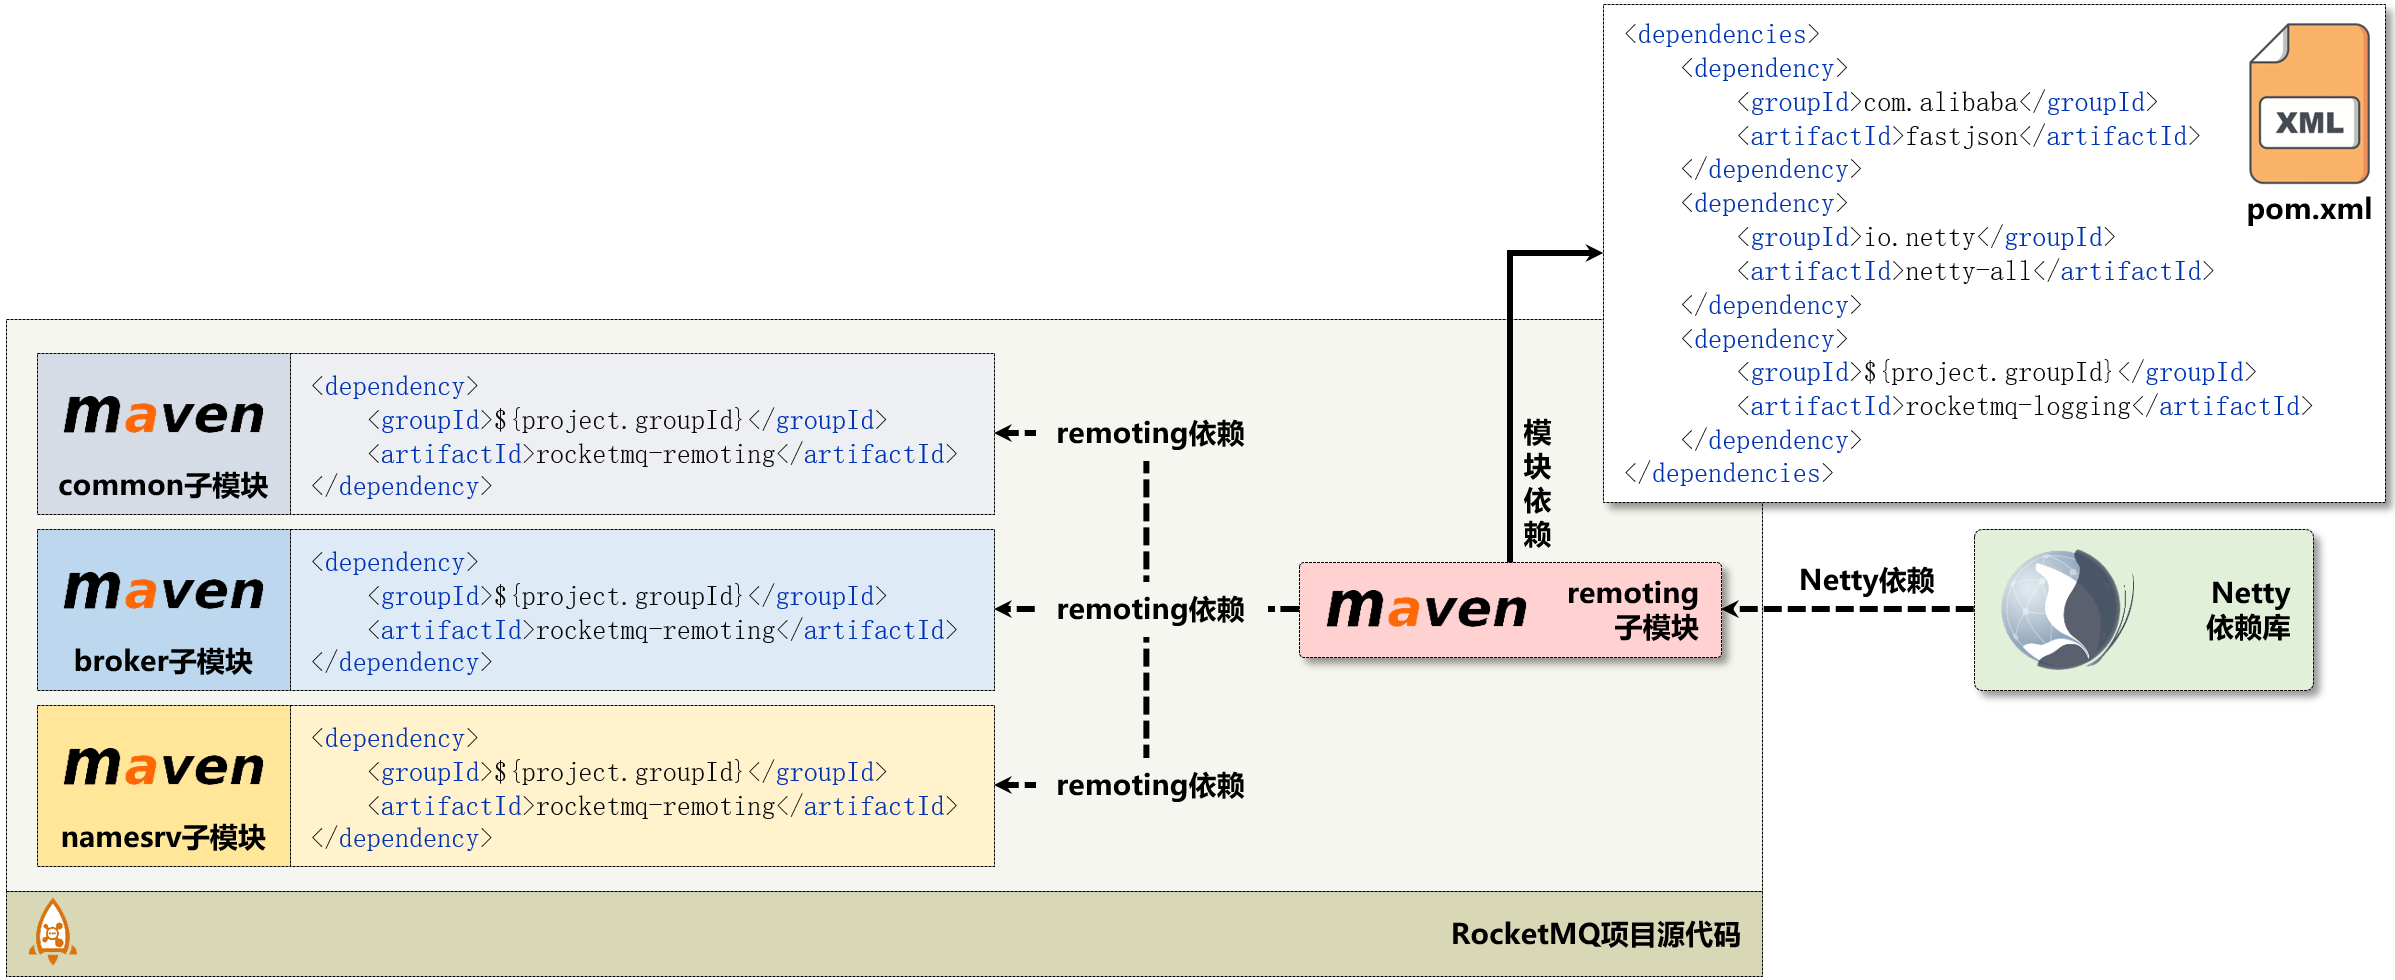 <dependencies>
<dependency>
<groupId>com.alibaba</groupId>
<artifactId>fastjson</artifactId>
</dependency>
<dependency>
<groupId>io.netty</groupId>
<artifactId>netty-all</artifactId>
</dependency>
<dependency>
<groupId>${project.groupId}</groupId>
<artifactId>rocketmq-logging</artifactId>
</dependency>
</dependencies>
XML
pom.xml
maven
common子模块
<dependency>
<groupId>${project.groupId}</groupId>
<artifactId>rocketmq-remoting</artifactId>
</dependency>
remoting依赖
maven
broker子模块
<dependency>
<groupId>${project.groupId}</groupId>
<artifactId>rocketmq-remoting</artifactId>
</dependency>
remoting依赖
maven
namesrv子模块
<dependency>
<groupId>${project.groupId}</groupId>
<artifactId>rocketmq-remoting</artifactId>
</dependency>
remoting依赖
模块依赖
maven
remoting
子模块
Netty依赖
Netty
依赖库
RocketMQ项目源代码